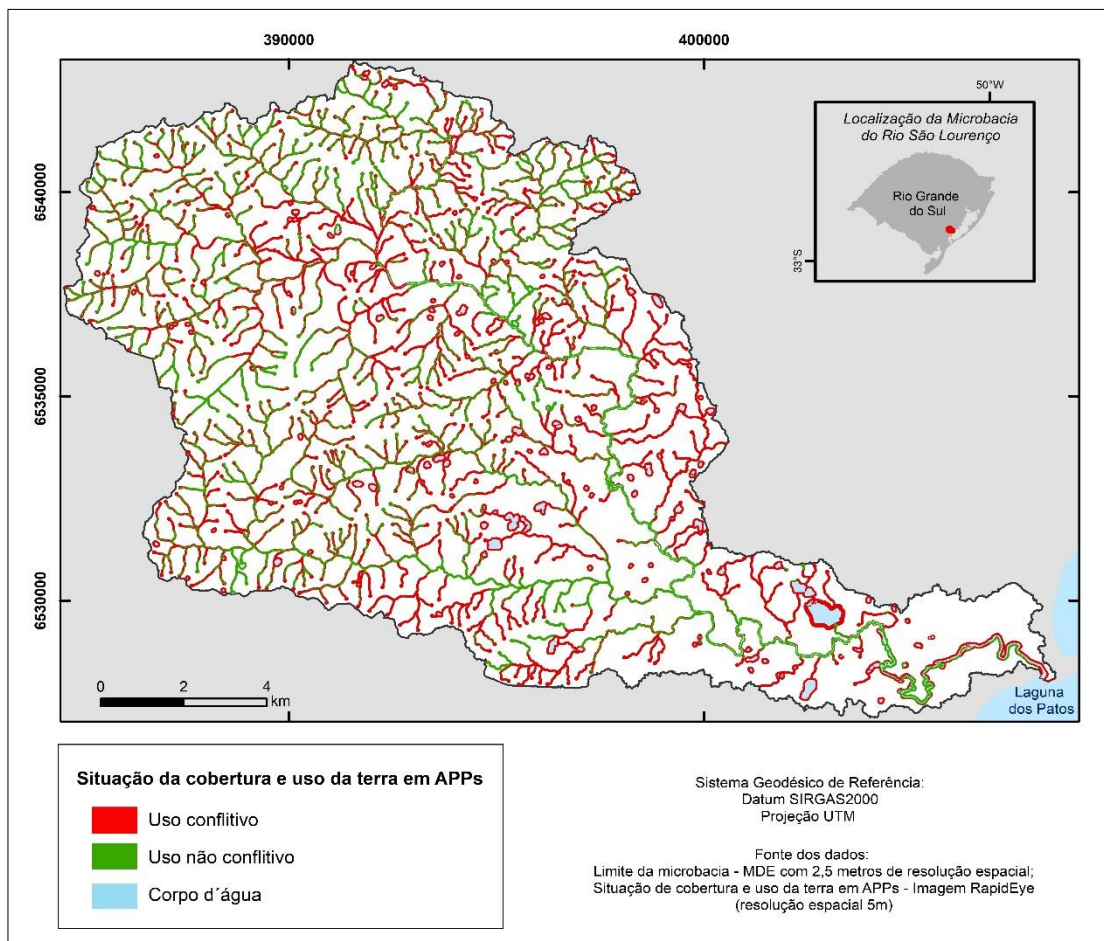 390000
400000
50°W
Localização da Microbacia
do Rio São Lourenço
Rio Grande
do Sul
33°S
6540000
6535000
6530000
0 2 4
km
Laguna
dos Patos
Situação da cobertura e uso da terra em APPs
Uso conflitivo
Uso não conflitivo
Corpo d´água
Sistema Geodésico de Referência:
Datum SIRGAS2000
Projeção UTM
Fonte dos dados:
Limite da microbacia - MDE com 2,5 metros de resolução espacial;
Situação de cobertura e uso da terra em APPs - Imagem RapidEye
(resolução espacial 5m)